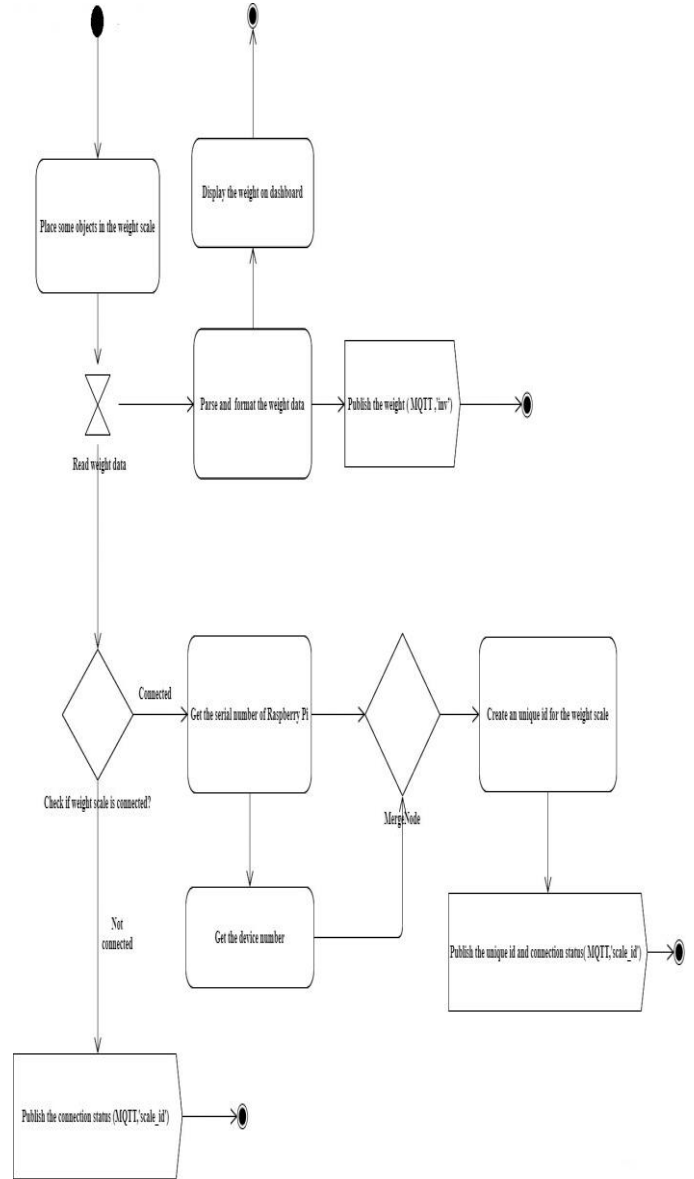 Display the weight on dashboard
Place some objects in the weight scale
Parse and format the weight data
Publish the weight ( MQTT ,'inv')
Read weight data
Connected
Get the serial number of Raspberry Pi
Create an unique id for the weight scale
Check if weight scale is connected?
MergeNode
Not
connected
Get the device number
Publish the unique id and connection status( MQTT,'scale_id')
Publish the connection status (MQTT,'scale_id')